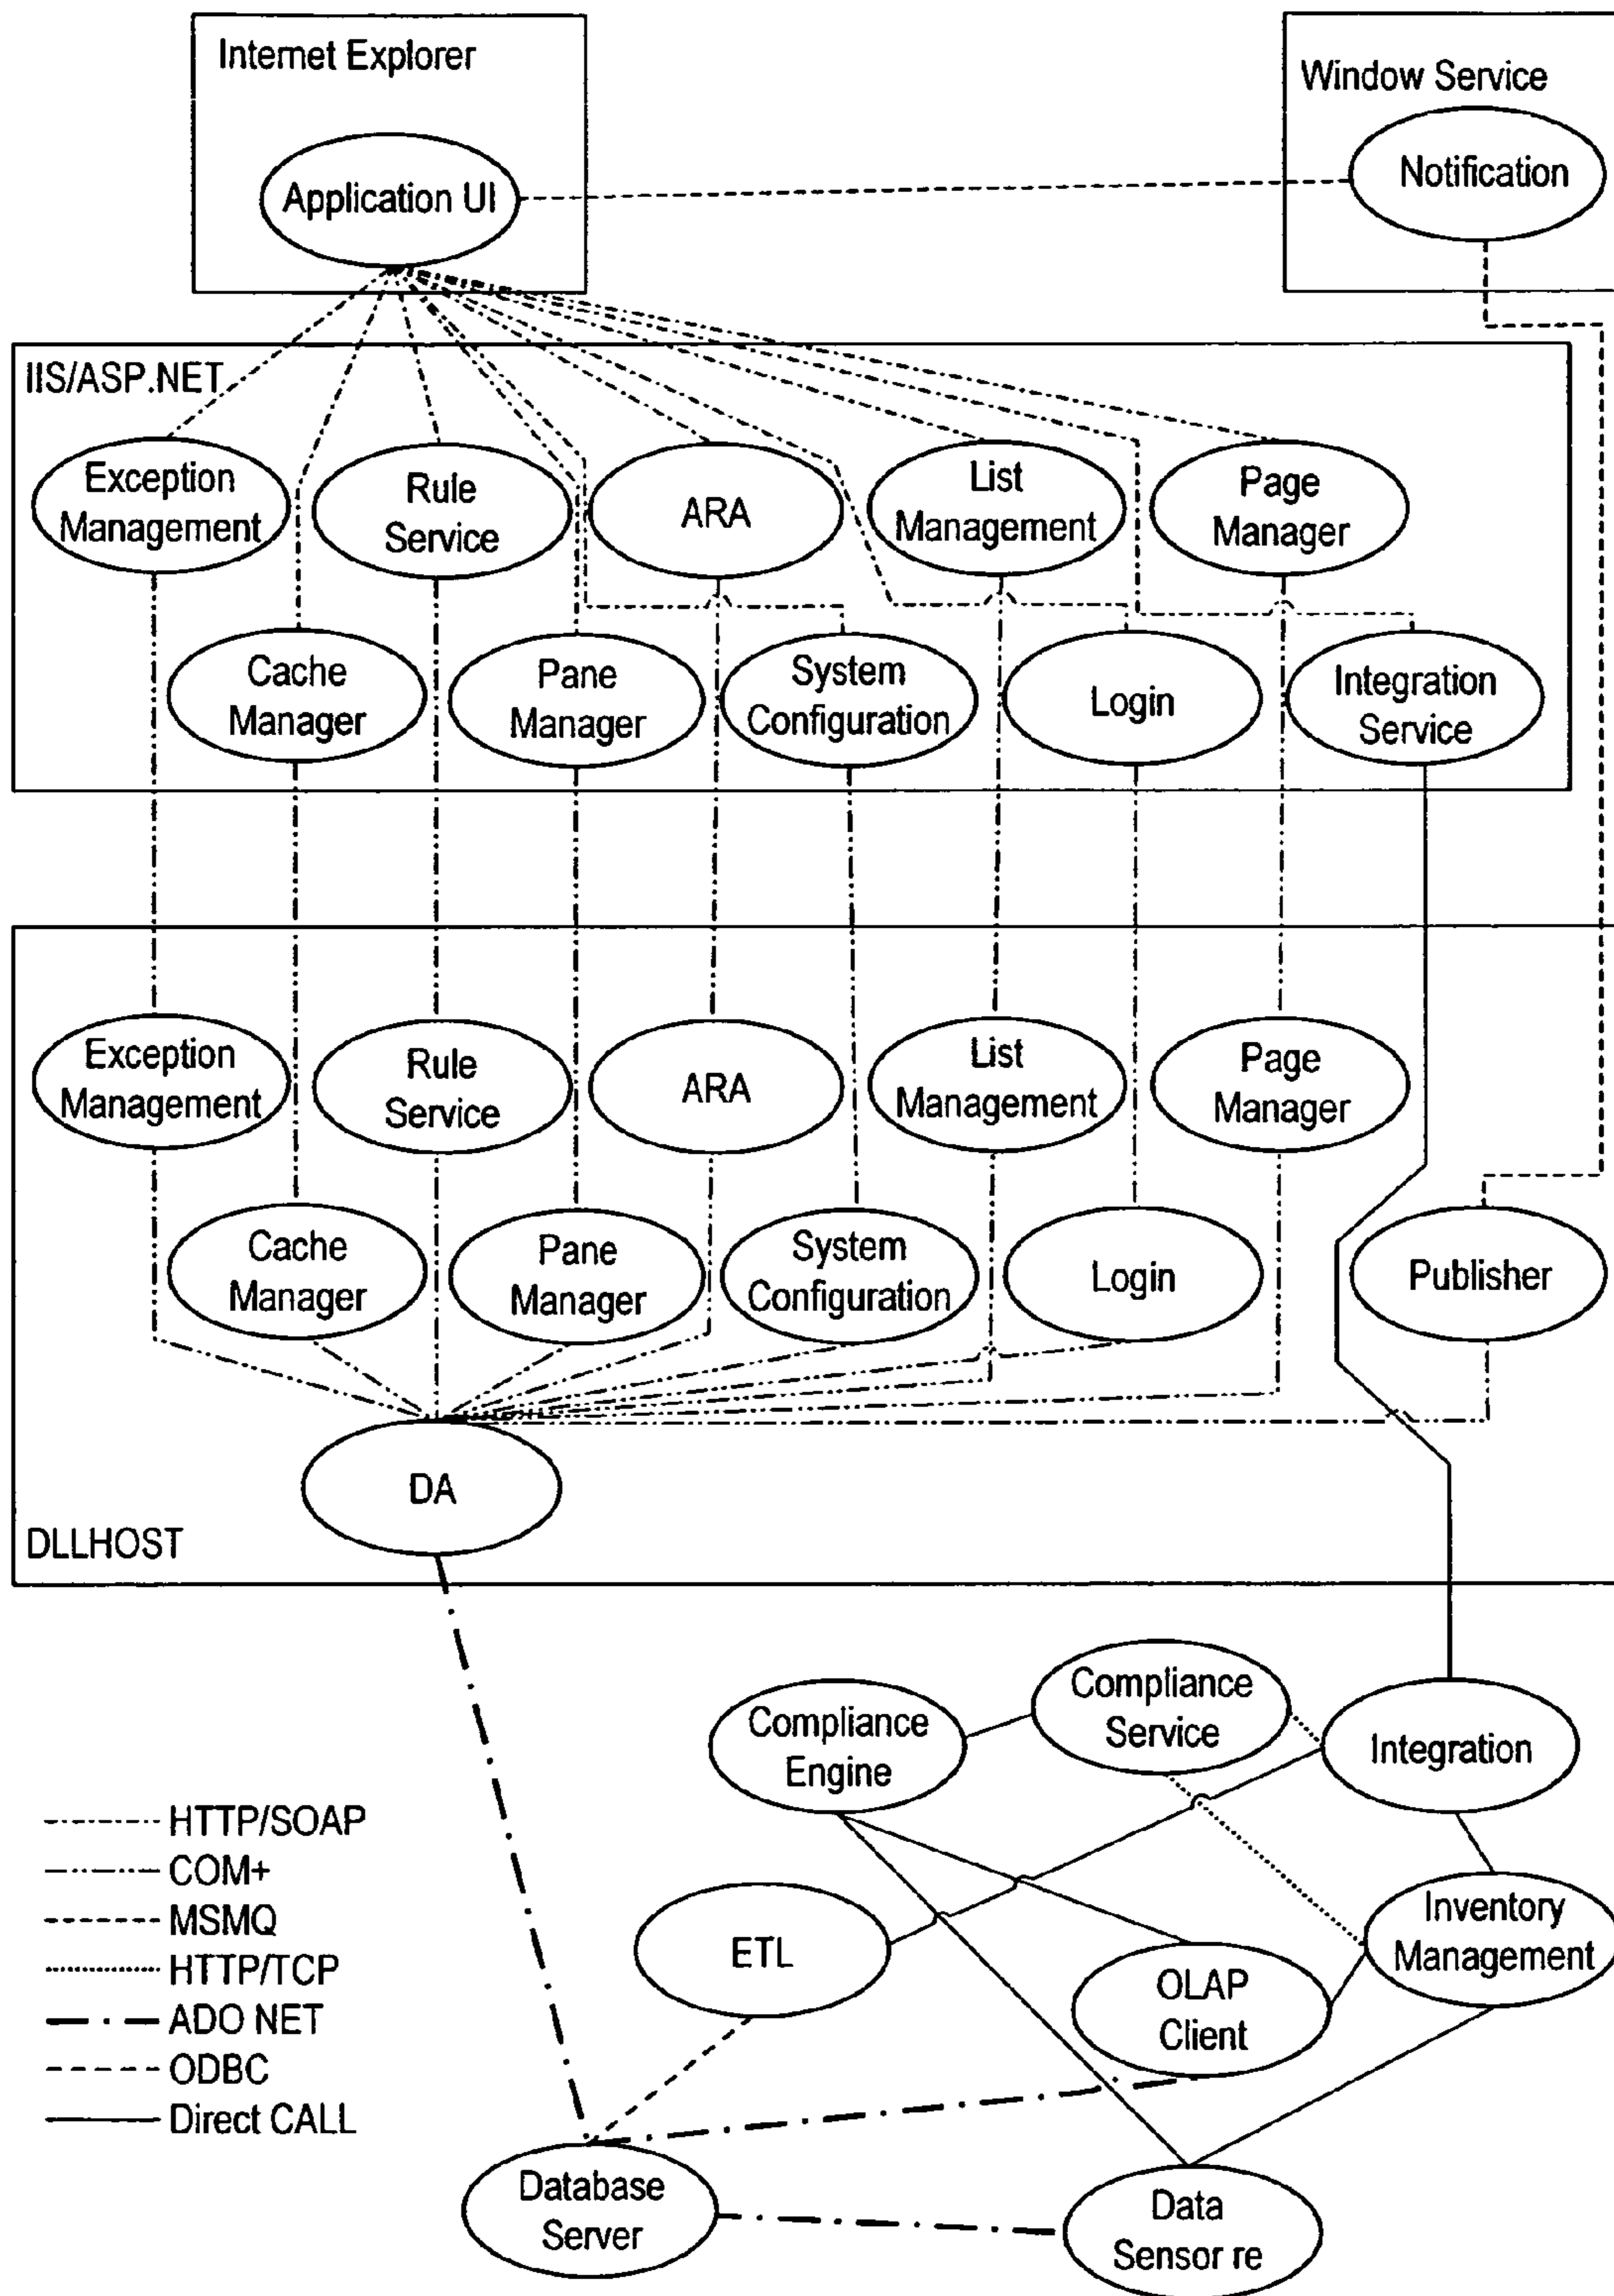 Internet Explorer
Application UI
Window Service
Notification
IIS/ASP.NET
Exception
Management
Rule
Service
ARA
List
Management
Page
Manager
Cache
Manager
Pane
Manager
System
Configuration
Login
Integration
Service
Exception
Management
Rule
Service
ARA
List
Management
Page
Manager
Cache
Manager
Pane
Manager
System
Configuration
Login
Publisher
DA
DLLHOST
Compliance
Engine
Compliance
Service
Integration
ETL
OLAP
Client
Inventory
Management
HTTP/SOAP
COM+
MSMQ
HTTP/TCP
ADO NET
ODBC
Direct CALL
Database
Server
Data
Sensor re